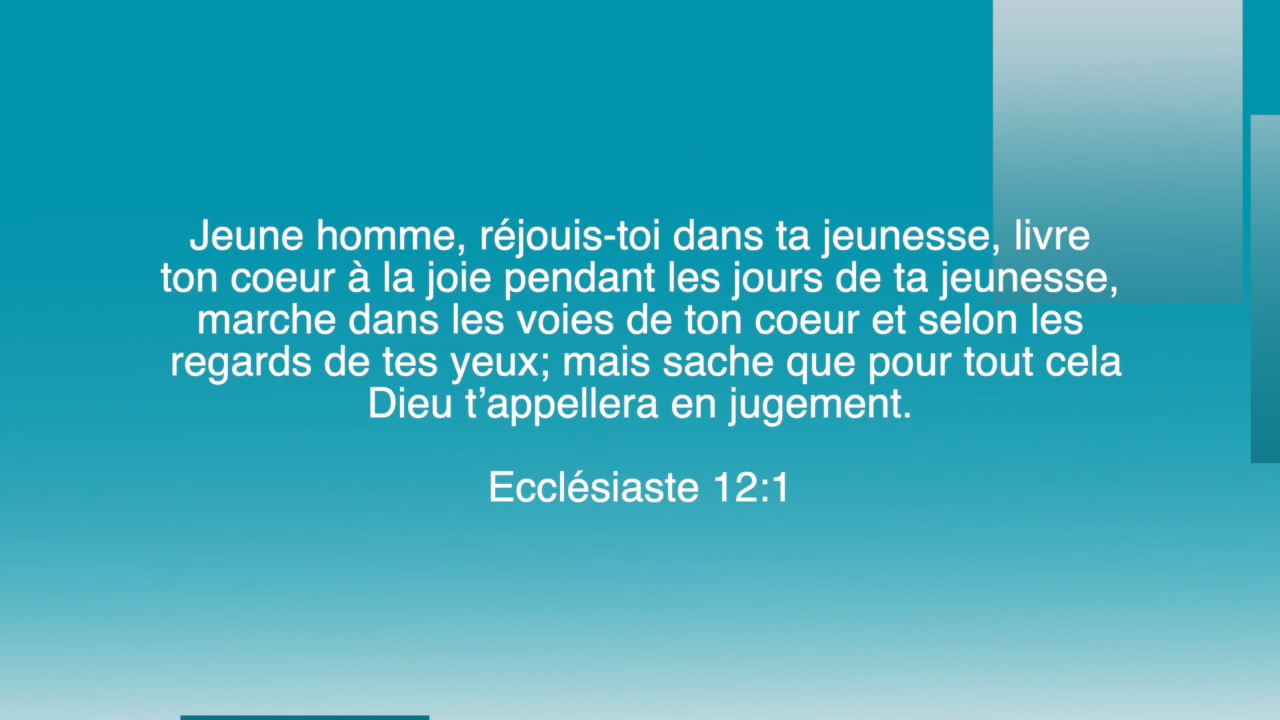 Jeune homme, réjouis-toi dans ta jeunesse, livre
ton coeur à la joie pendant les jours de ta jeunesse,
marche dans les voies de ton coeur et selon les
regards de tes yeux; mais sache que pour tout cela
Dieu t’appellera en jugement.
Ecclésiaste 12:1